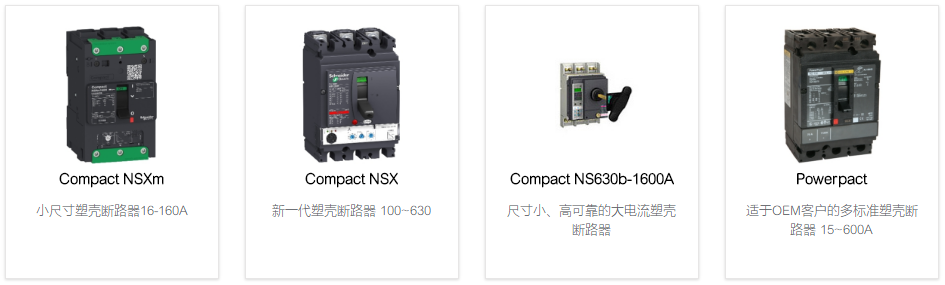 Compact NSXm
小尺寸塑壳断路器16-160A
Compact NSX
新一代塑壳断路器 100~630
Compact NS630b-1600A
尺寸小、高可靠的大电流塑壳
断路器
Powerpact
适于OEM客户的多标准塑壳断
路器 15~600A
Schneider